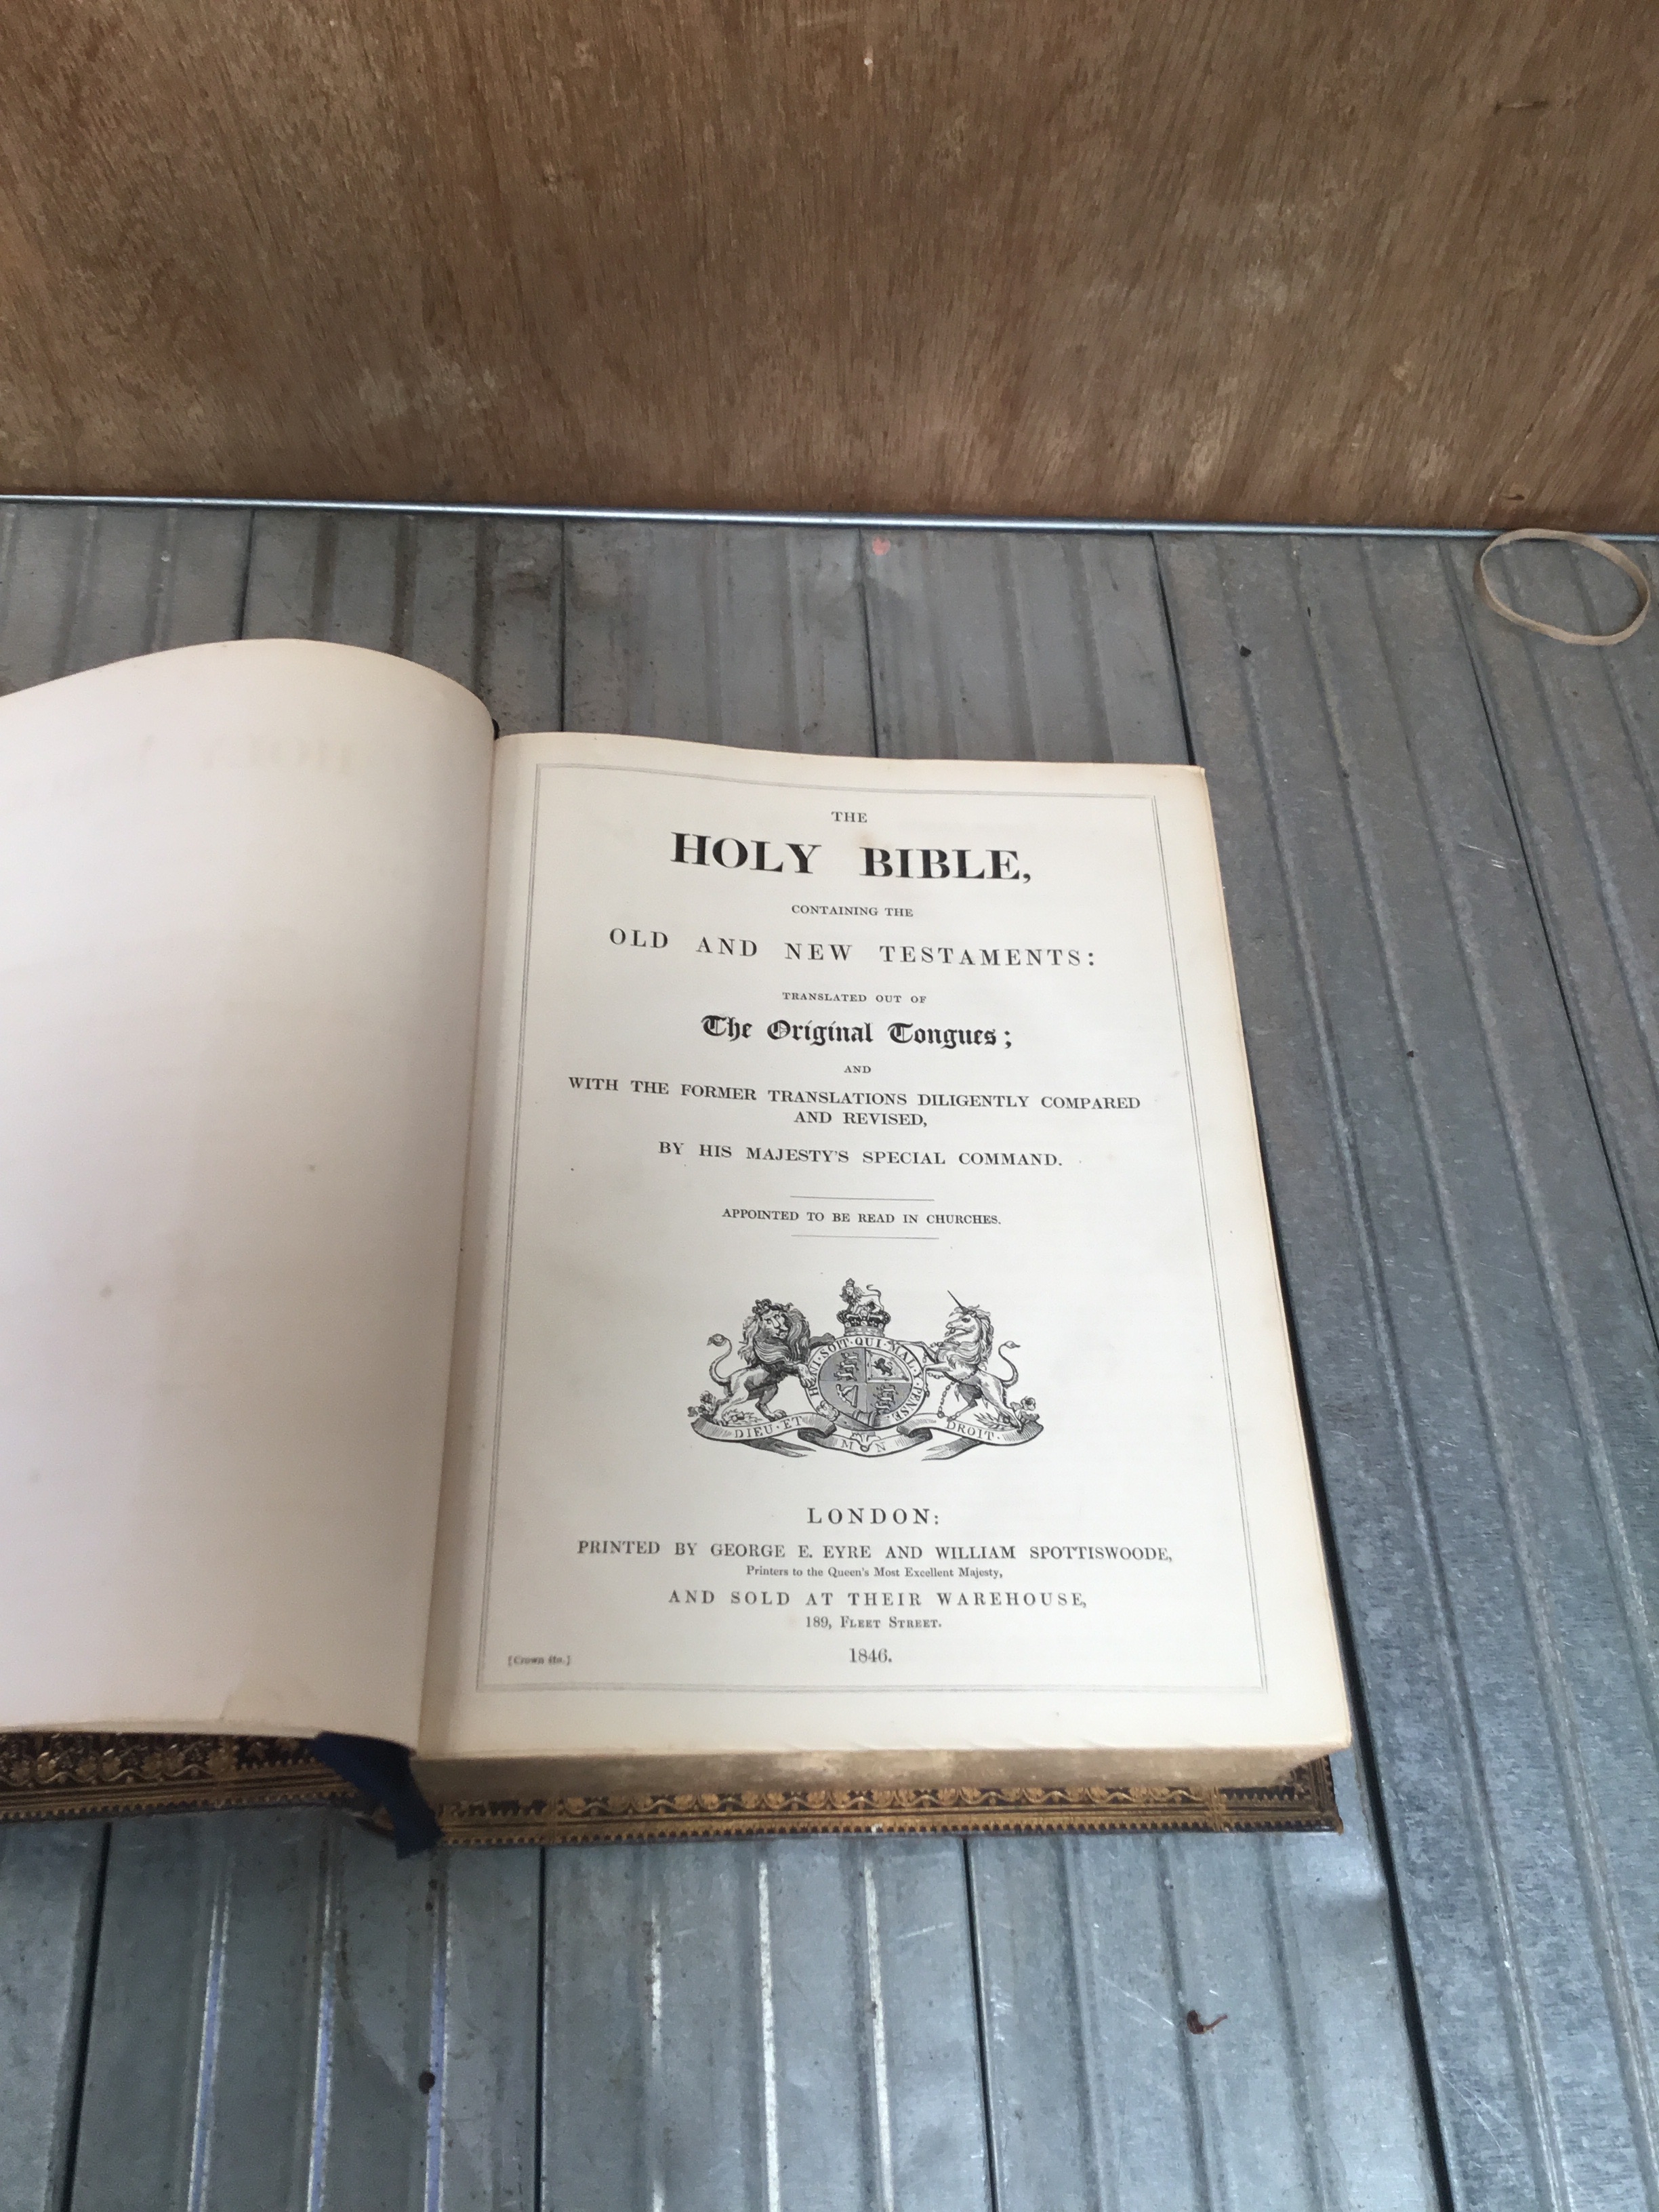 THE
HOLY BIBLE,
CONTAINING THE
OLD AND NEW TESTAMENTS:
TRANSLATED OUT OF
The Original Tongues;
AND
WITH THE FORMER TRANSLATIONS DILIGENTLY COMPARED
AND REVISED,
BY HIS MAJESTY'S SPECIAL COMMAND.
APPOINTED TO BE READ IN CHURCHES.
SOIT·QUI·MAL·Y·PENSE
DIEU·ET
MON
DROIT·
LONDON:
PRINTED BY GEORGE E. EYRE AND WILLIAM SPOTTISWOODE,
Printers to the Queen's Most Excellent Majesty,
AND SOLD AT THEIR WAREHOUSE,
189, FLEET STREET.
1846.
[Crown 4to.]